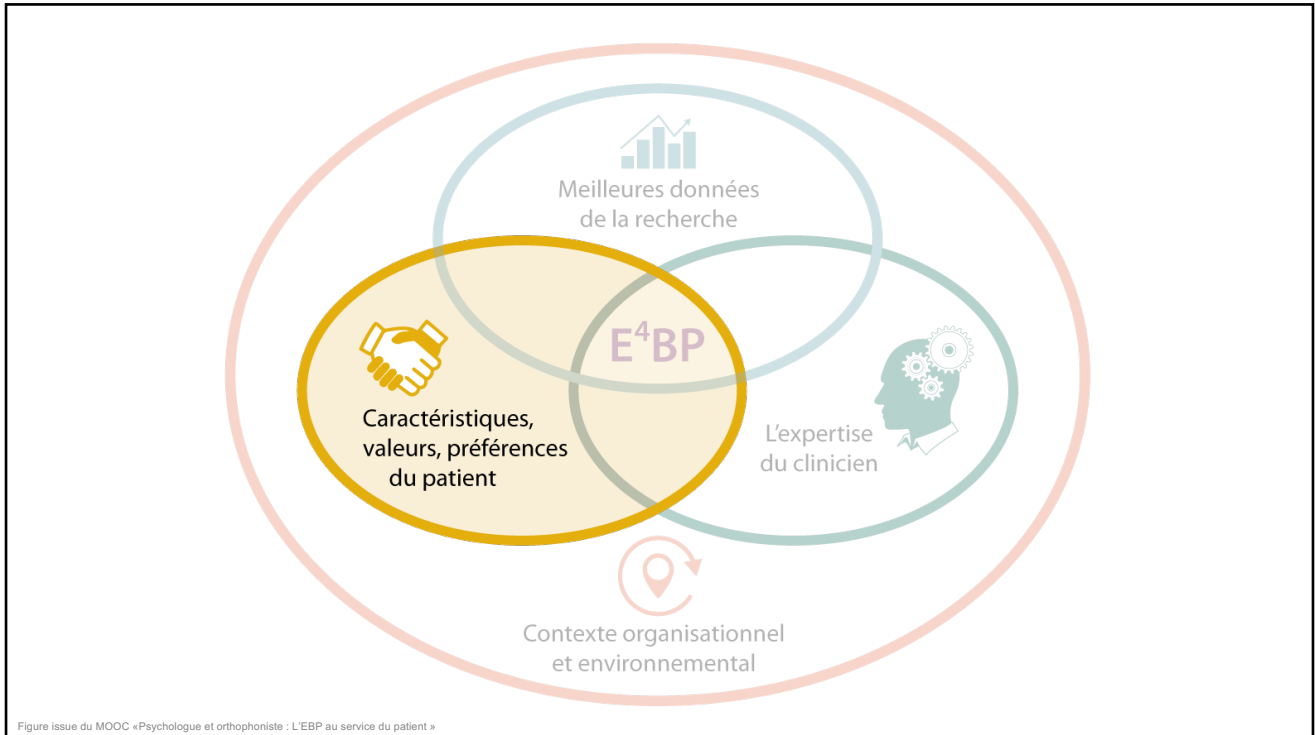 Meilleures données
de la recherche
E⁴BP
Caractéristiques,
valeurs, préférences
du patient
L'expertise
du clinicien
Contexte organisationnel
et environnemental
Figure issue du MOOC «Psychologue et orthophoniste : L'EBP au service du patient »